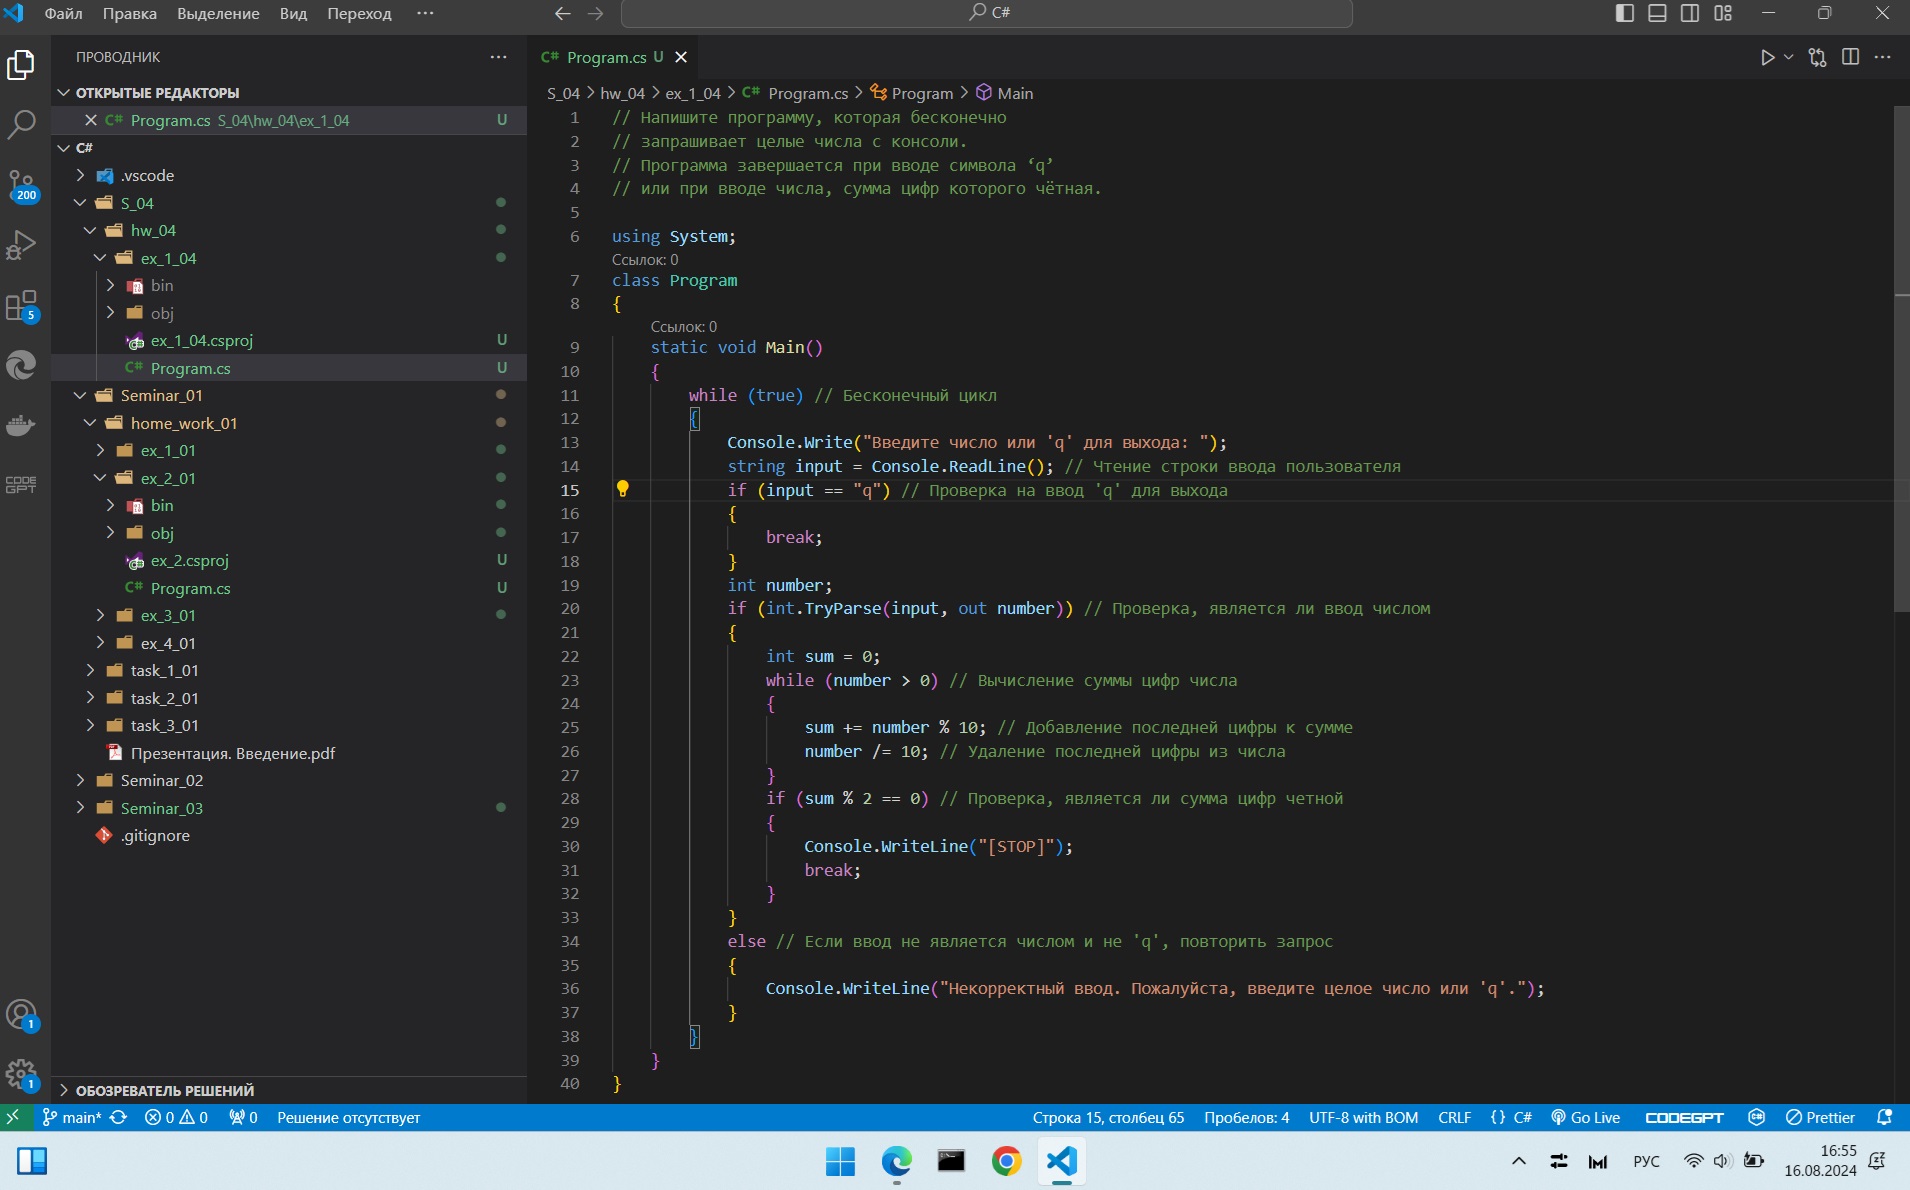 Файл Правка Выделение Вид Переход ··· C#
ПРОВОДНИК ···
ОТКРЫТЫЕ РЕДАКТОРЫ
Program.cs S_04\hw_04\ex_1_04 U
C#
.vscode
S_04
hw_04
ex_1_04
bin
obj
ex_1_04.csproj U
C# Program.cs U
Seminar_01
home_work_01
ex_1_01
ex_2_01
bin
obj
ex_2.csproj U
C# Program.cs U
ex_3_01
ex_4_01
task_1_01
task_2_01
task_3_01
Презентация. Введение.pdf
Seminar_02
Seminar_03
.gitignore
ОБОЗРЕВАТЕЛЬ РЕШЕНИЙ
200
5
CODE
GPT
1
1
C# Program.cs U
S_04 > hw_04 > ex_1_04 > C# Program.cs > Program > Main
1 // Напишите программу, которая бесконечно
2 // запрашивает целые числа с консоли.
3 // Программа завершается при вводе символа ‘q’
4 // или при вводе числа, сумма цифр которого чётная.
5
6 using System;
Ссылок: 0
7 class Program
8 {
Ссылок: 0
9 static void Main()
10 {
11 while (true) // Бесконечный цикл
12 {
13 Console.Write("Введите число или 'q' для выхода: ");
14 string input = Console.ReadLine(); // Чтение строки ввода пользователя
15 if (input == "q") // Проверка на ввод 'q' для выхода
16 {
17 break;
18 }
19 int number;
20 if (int.TryParse(input, out number)) // Проверка, является ли ввод числом
21 {
22 int sum = 0;
23 while (number > 0) // Вычисление суммы цифр числа
24 {
25 sum += number % 10; // Добавление последней цифры к сумме
26 number /= 10; // Удаление последней цифры из числа
27 }
28 if (sum % 2 == 0) // Проверка, является ли сумма цифр четной
29 {
30 Console.WriteLine("[STOP]");
31 break;
32 }
33 }
34 else // Если ввод не является числом и не 'q', повторить запрос
35 {
36 Console.WriteLine("Некорректный ввод. Пожалуйста, введите целое число или 'q'.");
37 }
38 }
39 }
40 }
main* 0 0 0 Решение отсутствует Строка 15, столбец 65 Пробелов: 4 UTF-8 with BOM CRLF {} C# Go Live CODEGPT Prettier
РУС 16:55
16.08.2024